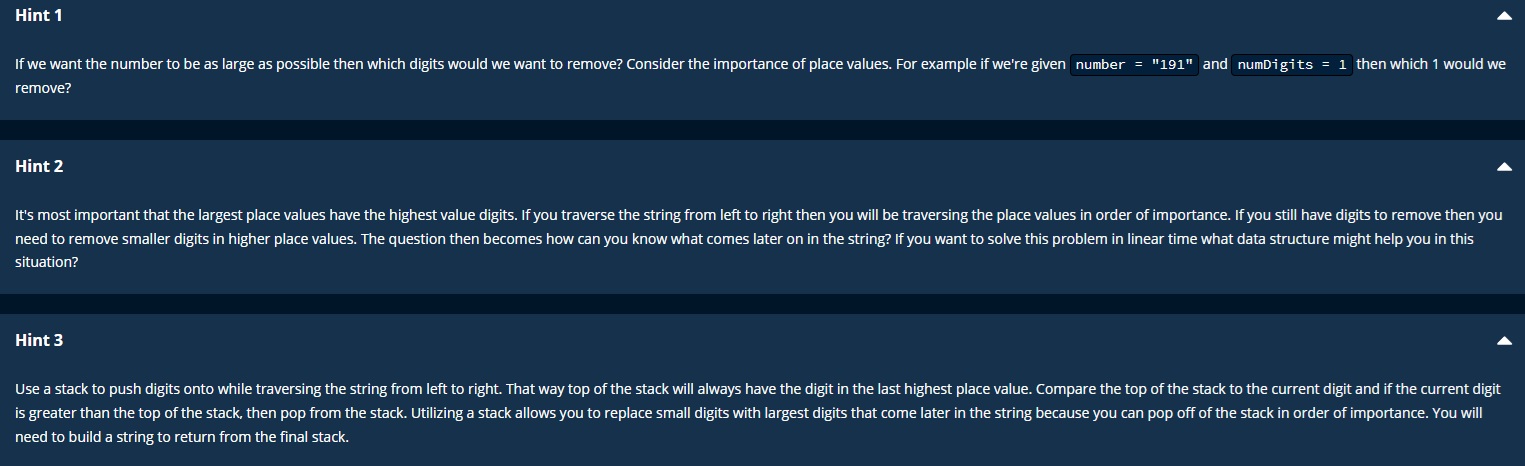 Hint 1
If we want the number to be as large as possible then which digits would we want to remove? Consider the importance of place values. For example if we're given number = "191" and numDigits = 1 then which 1 would we
remove?
Hint 2
It's most important that the largest place values have the highest value digits. If you traverse the string from left to right then you will be traversing the place values in order of importance. If you still have digits to remove then you
need to remove smaller digits in higher place values. The question then becomes how can you know what comes later on in the string? If you want to solve this problem in linear time what data structure might help you in this
situation?
Hint 3
Use a stack to push digits onto while traversing the string from left to right. That way top of the stack will always have the digit in the last highest place value. Compare the top of the stack to the current digit and if the current digit
is greater than the top of the stack, then pop from the stack. Utilizing a stack allows you to replace small digits with largest digits that come later in the string because you can pop off of the stack in order of importance. You will
need to build a string to return from the final stack.